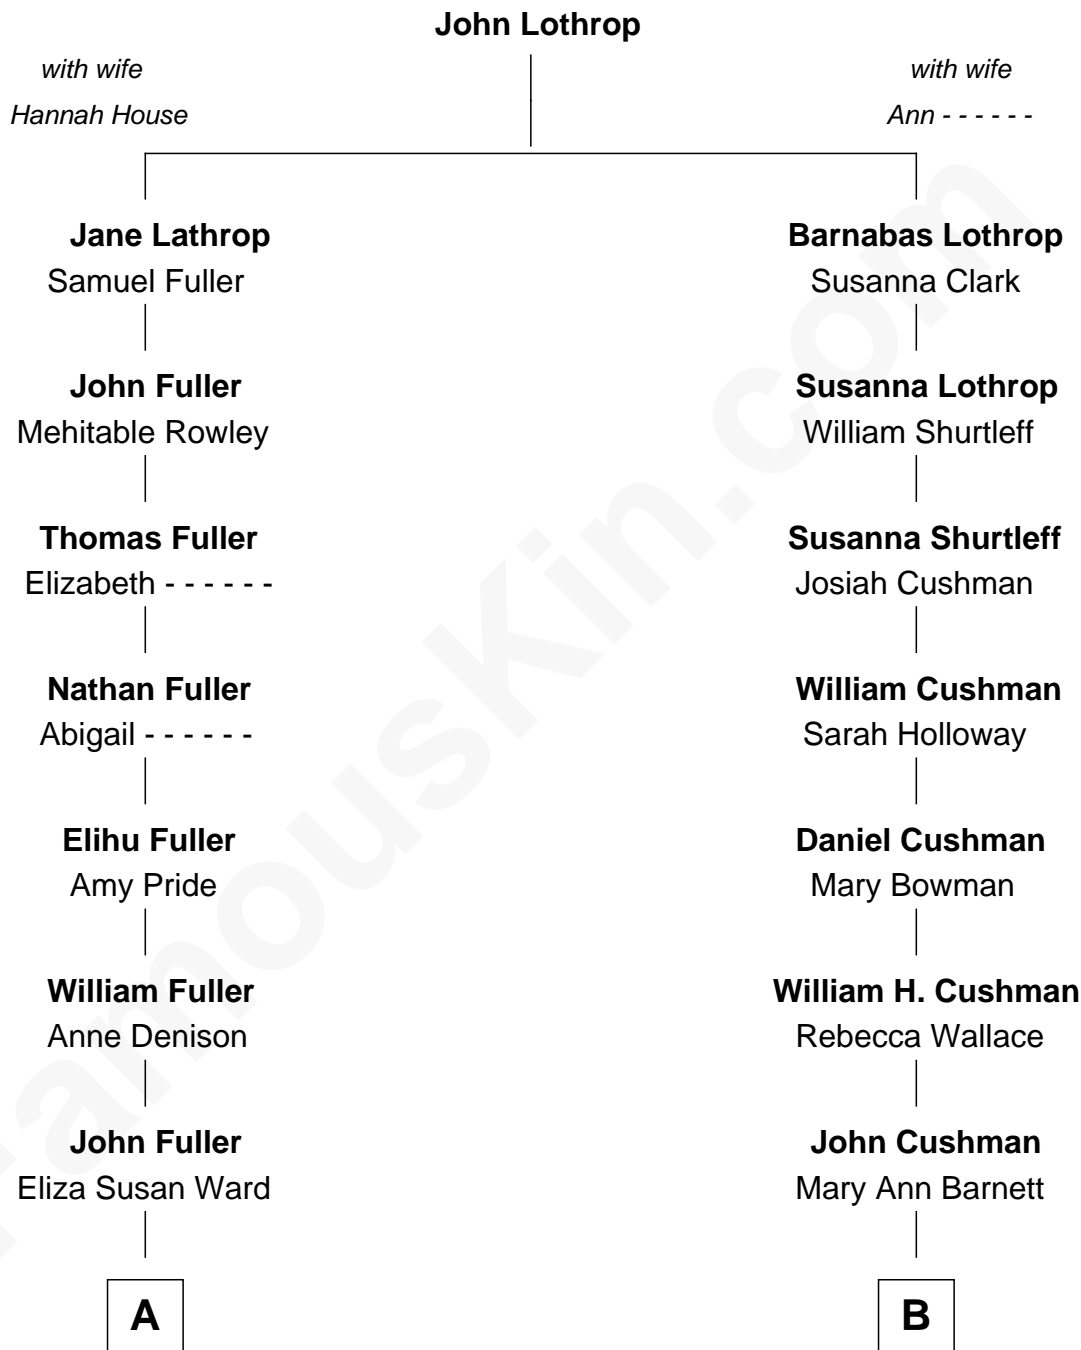 John Lothrop
with wife
Hannah House
with wife
Ann - - - - - -
Jane Lathrop
Samuel Fuller
Barnabas Lothrop
Susanna Clark
John Fuller
Mehitable Rowley
Susanna Lothrop
William Shurtleff
Thomas Fuller
Elizabeth - - - - - -
Susanna Shurtleff
Josiah Cushman
Nathan Fuller
Abigail - - - - - -
William Cushman
Sarah Holloway
Elihu Fuller
Amy Pride
Daniel Cushman
Mary Bowman
William Fuller
Anne Denison
William H. Cushman
Rebecca Wallace
John Fuller
Eliza Susan Ward
John Cushman
Mary Ann Barnett
A
B
FamousKin.com